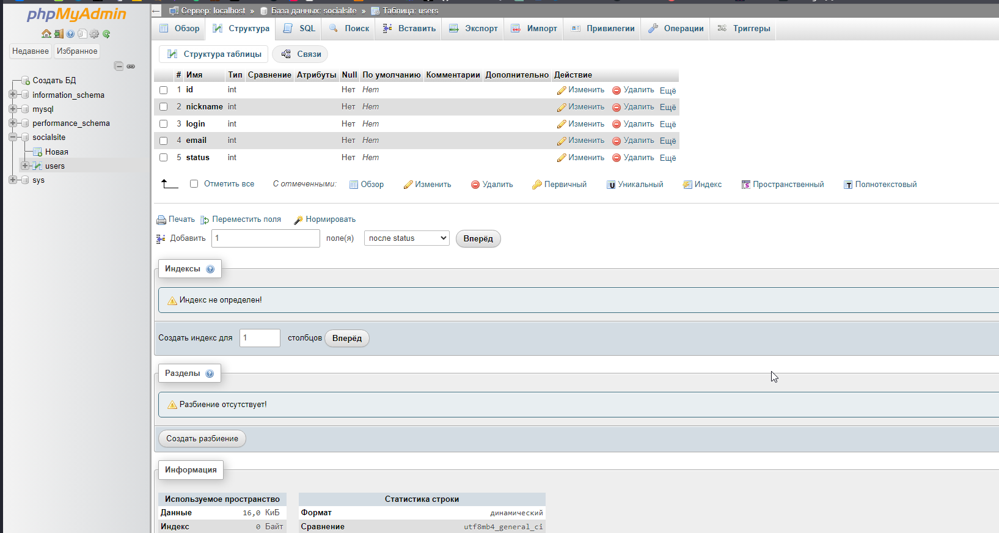 phpMyAdmin
Недавнее Избранное
Создать БД
information_schema
mysql
performance_schema
socialsite
Новая
users
sys
Сервер: localhost » База данных: socialsite » Таблица: users
Обзор Структура SQL Поиск Вставить Экспорт Импорт Привилегии Операции Триггеры
Структура таблицы Связи
# Имя Тип Сравнение Атрибуты Null По умолчанию Комментарии Дополнительно Действие
1 id int Нет Нет Изменить Удалить Ещё
2 nickname int Нет Нет Изменить Удалить Ещё
3 login int Нет Нет Изменить Удалить Ещё
4 email int Нет Нет Изменить Удалить Ещё
5 status int Нет Нет Изменить Удалить Ещё
Отметить все С отмеченными: Обзор Изменить Удалить Первичный Уникальный Индекс Пространственный Полнотекстовый
Печать Переместить поля Нормировать
Добавить 1 поле(я) после status Вперёд
Индексы
Индекс не определен!
Создать индекс для 1 столбцов Вперёд
Разделы
Разбиение отсутствует!
Создать разбиение
Информация
Используемое пространство
Данные 16,0 КиБ
Индекс 0 Байт
Статистика строки
Формат динамический
Сравнение utf8mb4_general_ci